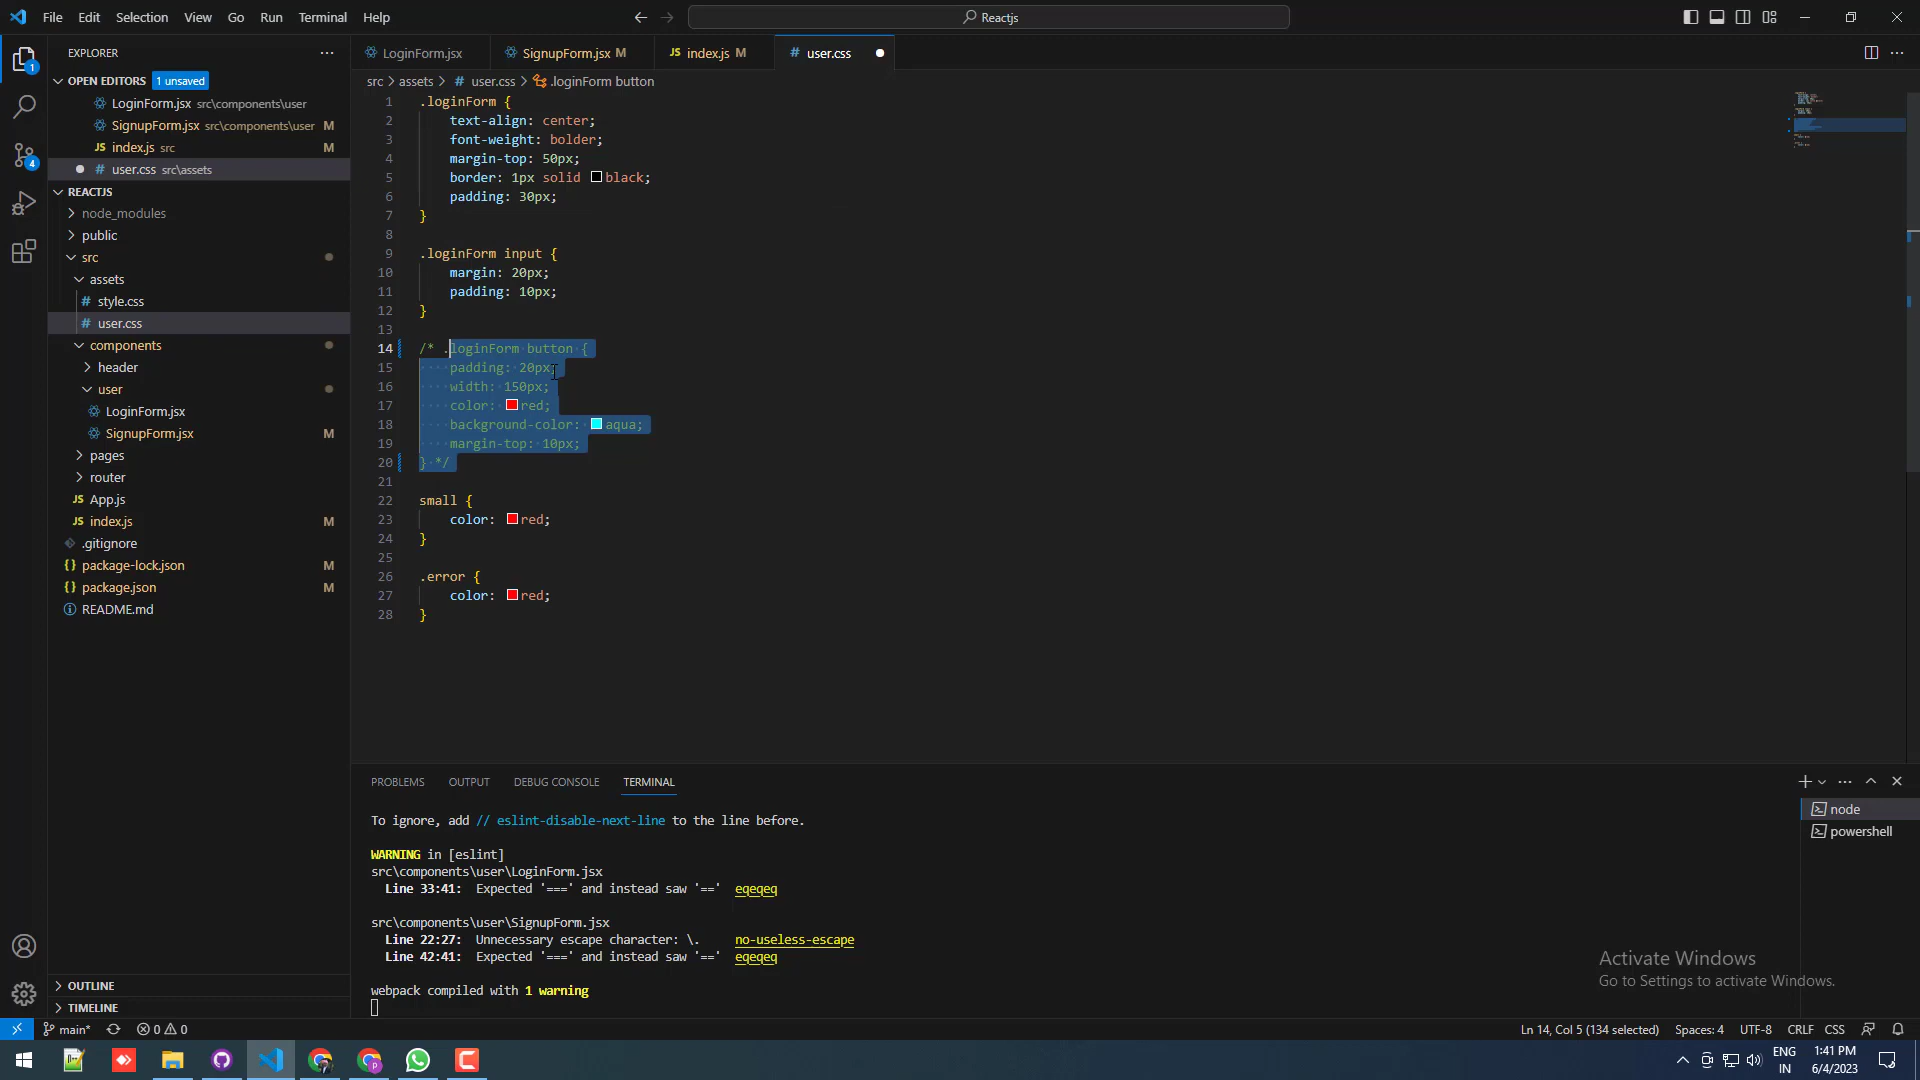 File Edit Selection View Go Run Terminal Help
Reactjs
EXPLORER
OPEN EDITORS 1 unsaved
LoginForm.jsx src\components\user
SignupForm.jsx src\components\user M
JS index.js src M
# user.css src\assets
REACTJS
node_modules
public
src
assets
# style.css
# user.css
components
header
user
LoginForm.jsx
SignupForm.jsx M
pages
router
JS App.js
JS index.js M
.gitignore
{} package-lock.json M
{} package.json M
README.md
OUTLINE
TIMELINE
1
4
LoginForm.jsx
SignupForm.jsx M
JS index.js M
# user.css
src > assets > # user.css > .loginForm button
1 .loginForm {
2 text-align: center;
3 font-weight: bolder;
4 margin-top: 50px;
5 border: 1px solid black;
6 padding: 30px;
7 }
8
9 .loginForm input {
10 margin: 20px;
11 padding: 10px;
12 }
13
14 /* .loginForm button {
15 padding: 20px;
16 width: 150px;
17 color: red;
18 background-color: aqua;
19 margin-top: 10px;
20 } */
21
22 small {
23 color: red;
24 }
25
26 .error {
27 color: red;
28 }
PROBLEMS OUTPUT DEBUG CONSOLE TERMINAL
To ignore, add // eslint-disable-next-line to the line before.
WARNING in [eslint]
src\components\user\LoginForm.jsx
Line 33:41: Expected '===' and instead saw '==' eqeqeq
src\components\user\SignupForm.jsx
Line 22:27: Unnecessary escape character: \. no-useless-escape
Line 42:41: Expected '===' and instead saw '==' eqeqeq
webpack compiled with 1 warning
node
powershell
Activate Windows
Go to Settings to activate Windows.
main* 0 0
Ln 14, Col 5 (134 selected) Spaces: 4 UTF-8 CRLF CSS
ENG
IN
1:41 PM
6/4/2023